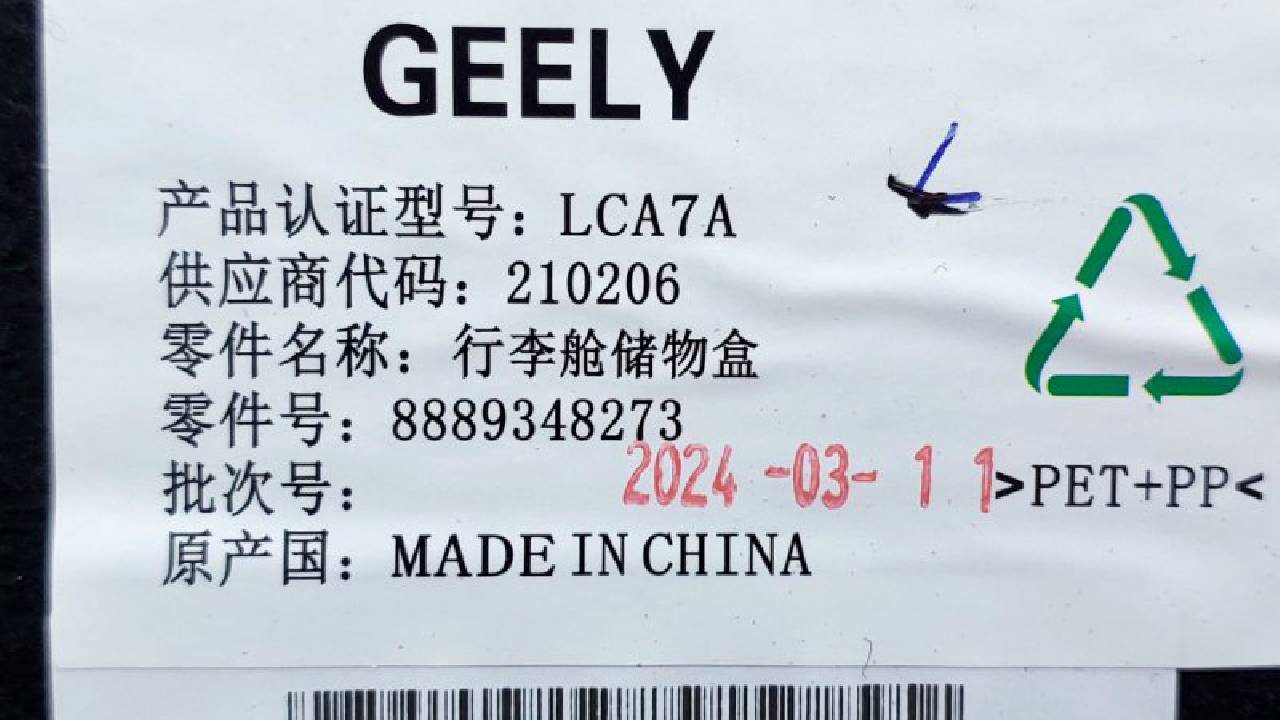 GEELY
产品认证型号：LCA7A
供应商代码：210206
零件名称：行李舱储物盒
零件号：8889348273
批次号：2024-03-11
>PET+PP<
原产国：MADE IN CHINA